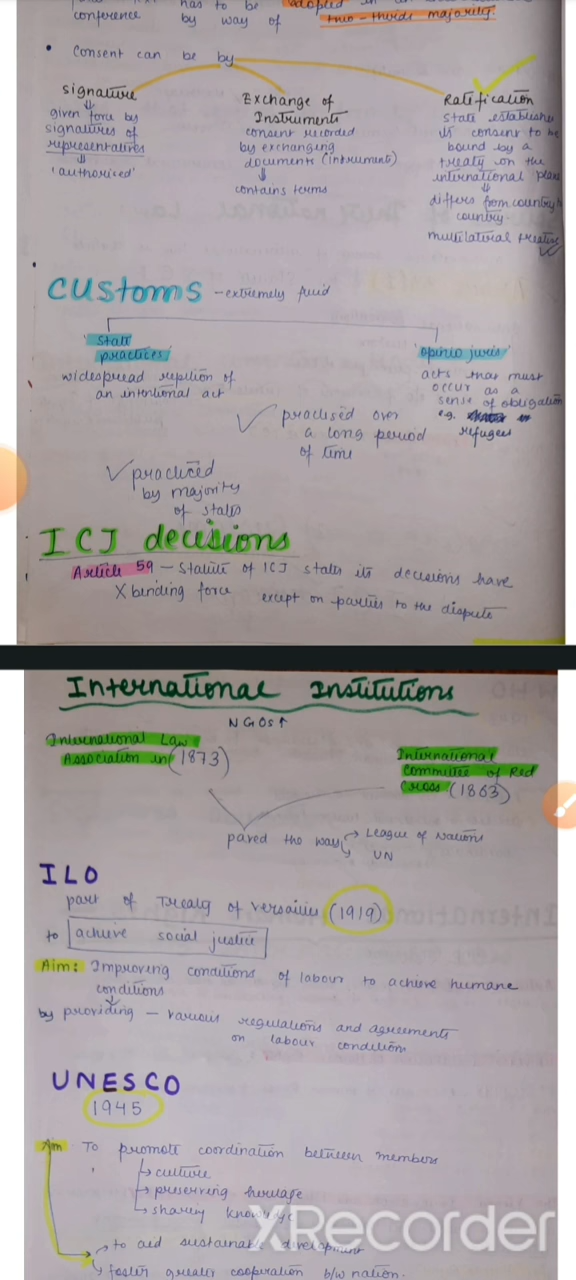 has to be adopted in an
conference by way of two-thirds majority.
• Consent can be by
signature
given force by
signatures of
representatives
'authorised'
Exchange of
Instruments
consent recorded
by exchanging
documents (intruments)
contains terms
Ratification
State establishes
its consent to be
bound by a
treaty on the
international plane
differs from country to
country.
multilateral treaties
CUSTOMS - extremely fluid
State
practices
widespread repition of
an intentional act
practised over
a long period
of time
practiced
by majority
of states
opinio juris
acts that must
occur as a
sense of obligation
e.g.
refugees
ICJ decisions
Article 59 - Statute of ICJ states its decisions have
X binding force except on parties to the dispute
International Institutions
NGOs↑
International Law
Association in (1873)
International
Committee of Red
Cross (1863)
paved the way → League of Nations
→ UN
ILO
part of Treaty of Versailles (1919)
to achieve social justice
Aim: Improving conditions of labour to achieve humane
conditions
by providing - various regulations and agreements
on labour condition
UNESCO
1945
Aim To promote coordination between members
→ culture
→ preserving heritage
→ sharing knowledge
→ to aid sustainable development
→ foster greater cooperation b/w nation.
XRecorder